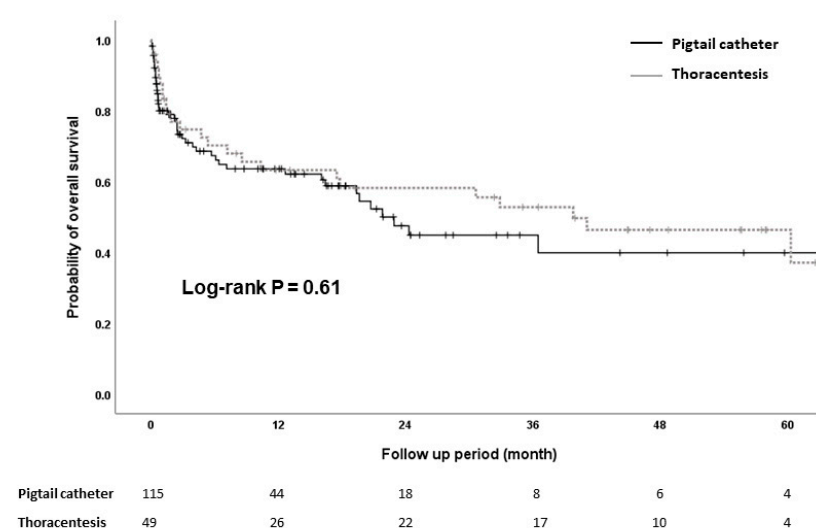 Pigtail catheter
Thoracentesis
1.0
0.8
0.6
0.4
0.2
0.0
Probability of overall survival
Log-rank P = 0.61
0 12 24 36 48 60
Follow up period (month)
Pigtail catheter 115 44 18 8 6 4
Thoracentesis 49 26 22 17 10 4